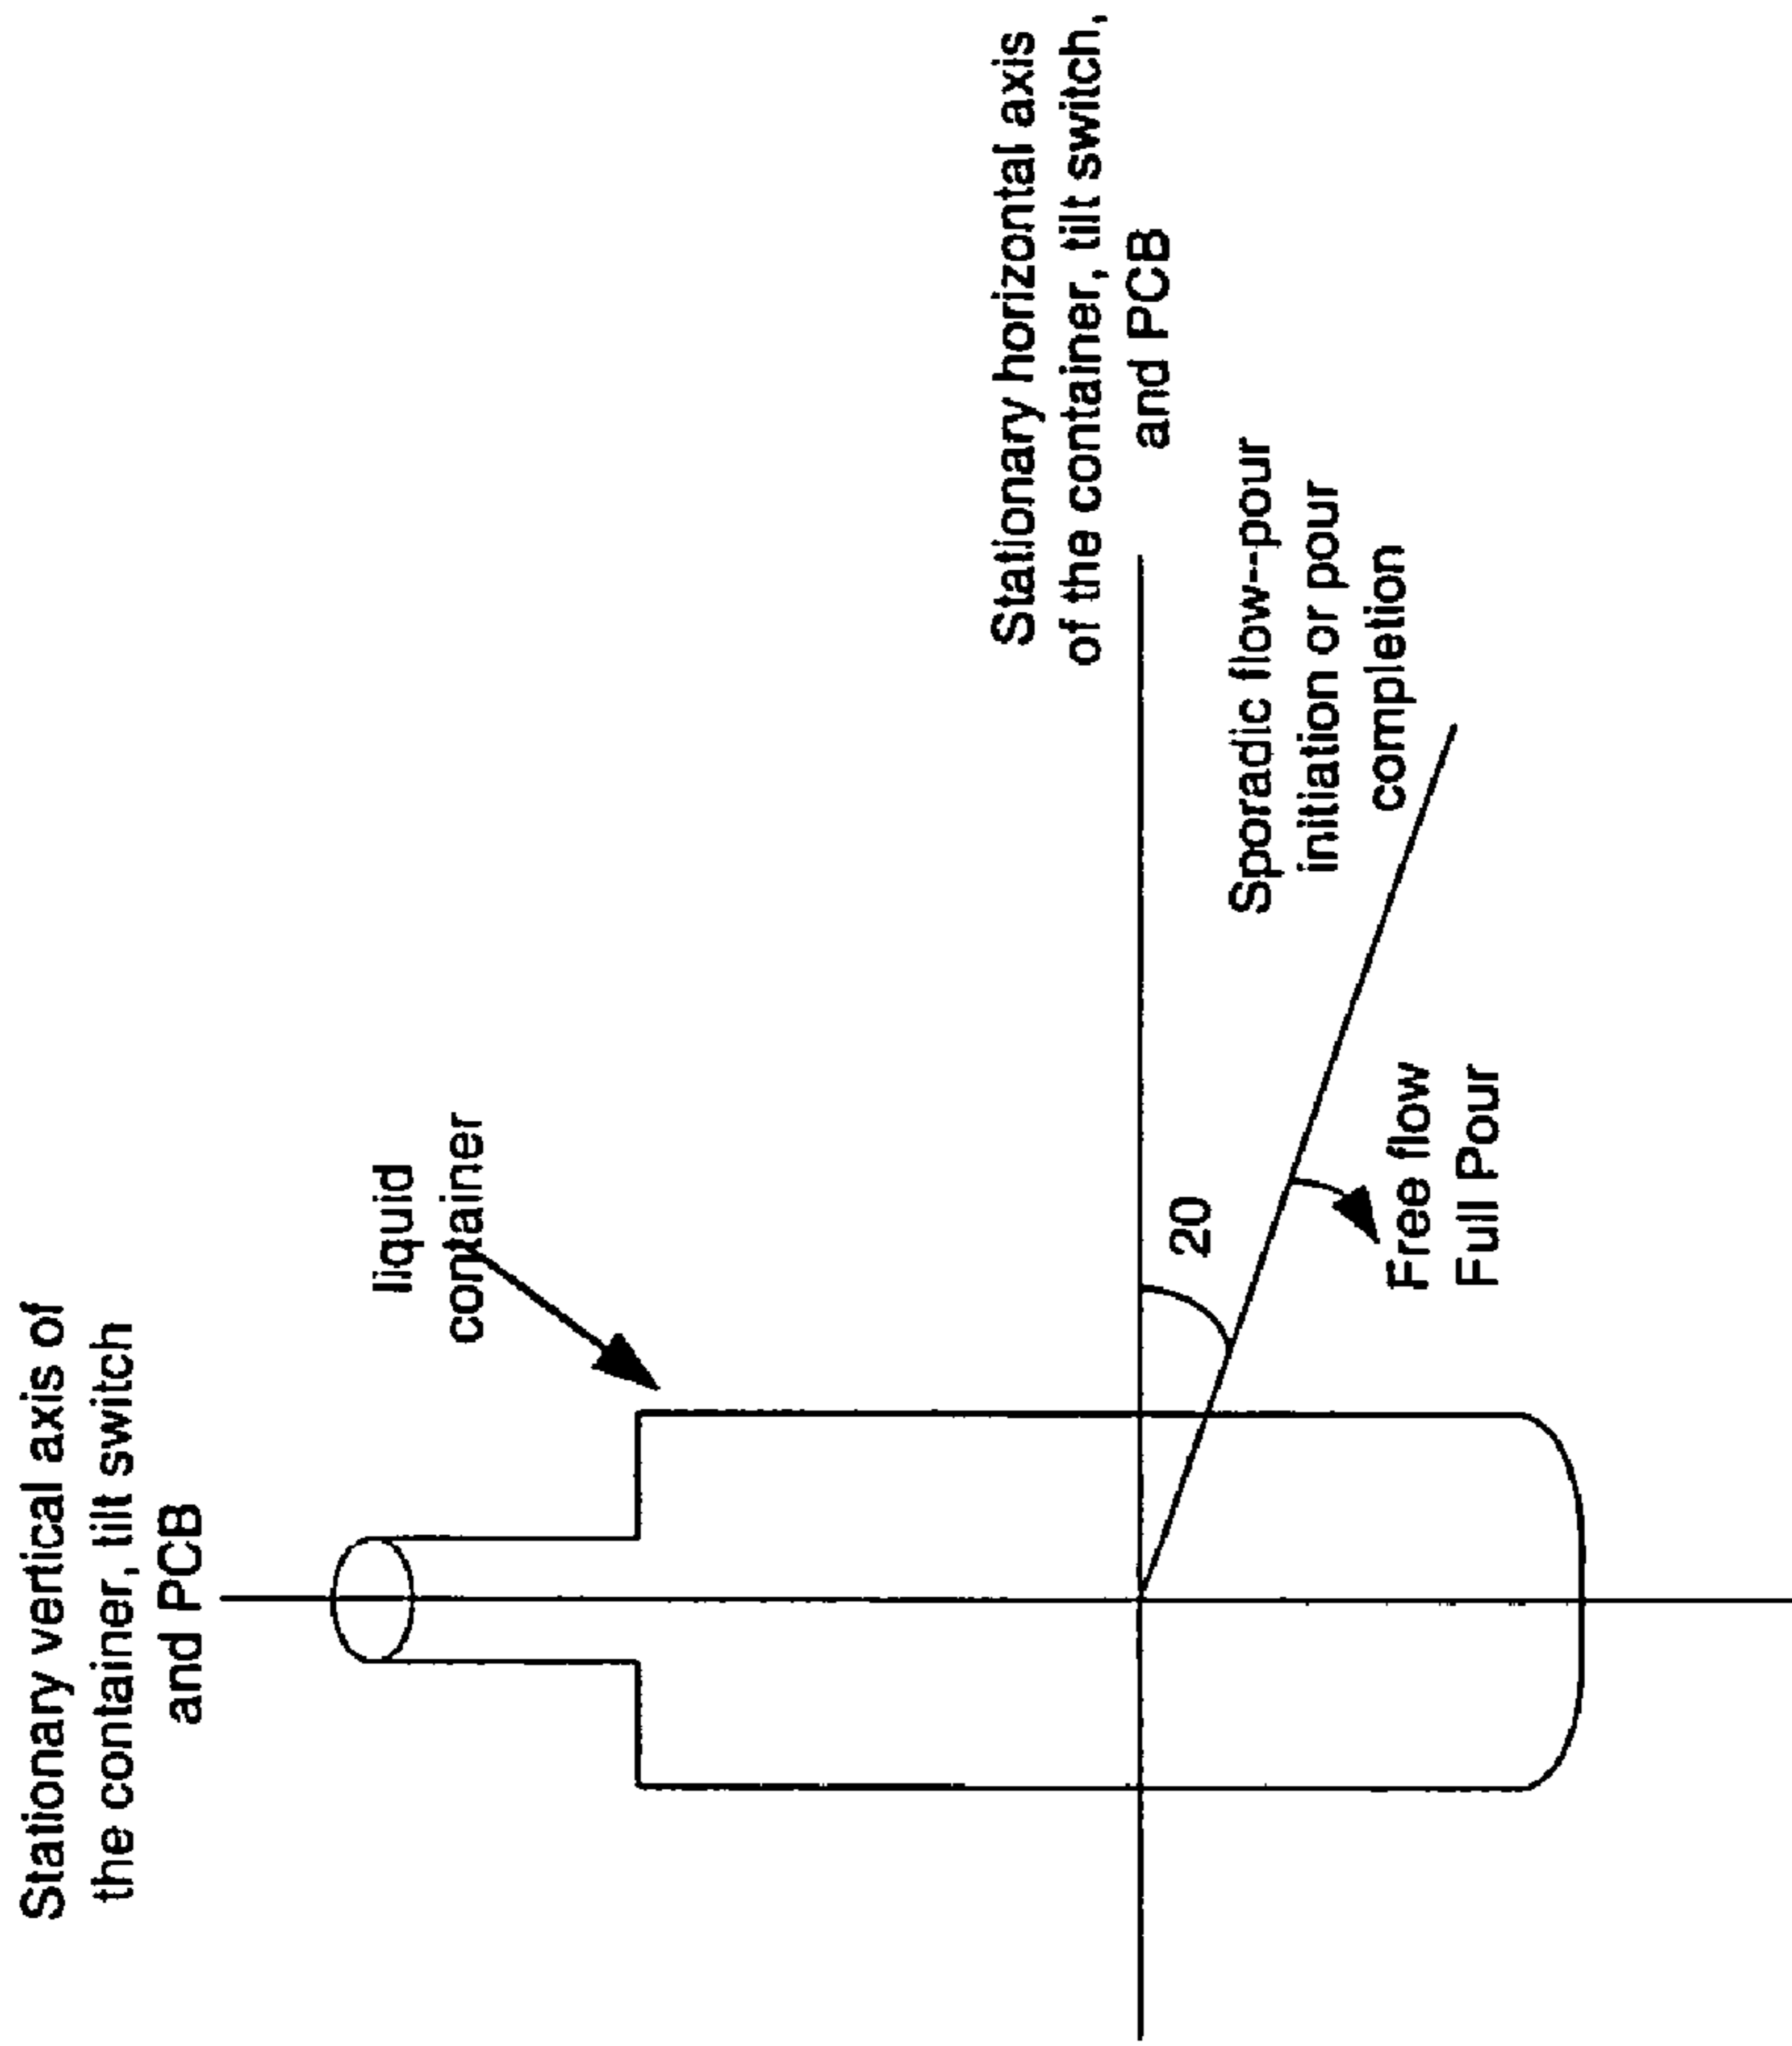 Stationary vertical axis of
the container, tilt switch
and PCB
liquid
container
Stationary horizontal axis
of the container, tilt switch,
and PCB
20
Sporadic flow--pour
initiation or pour
completion
Free flow
Full Pour